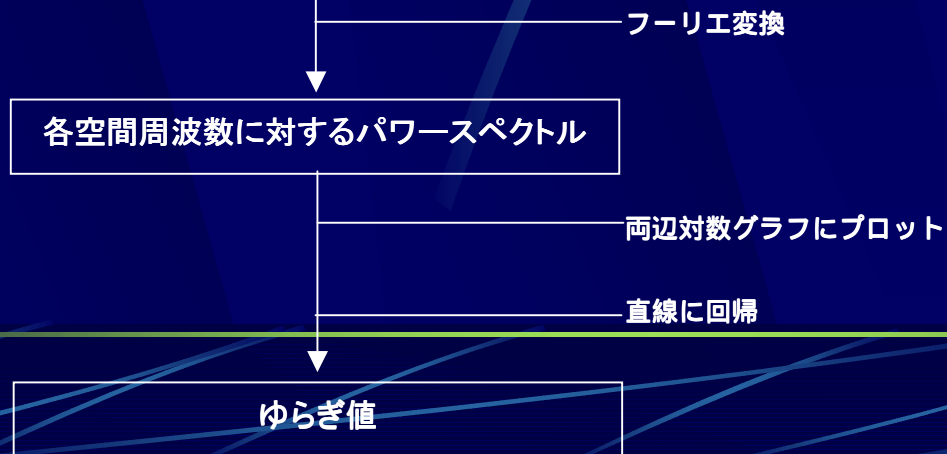 フーリエ変換
各空間周波数に対するパワースペクトル
両辺対数グラフにプロット
直線に回帰
ゆらぎ値